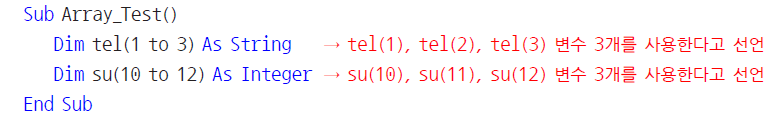 Sub Array_Test()
Dim tel(1 to 3) As String → tel(1), tel(2), tel(3) 변수 3개를 사용한다고 선언
Dim su(10 to 12) As Integer → su(10), su(11), su(12) 변수 3개를 사용한다고 선언
End Sub